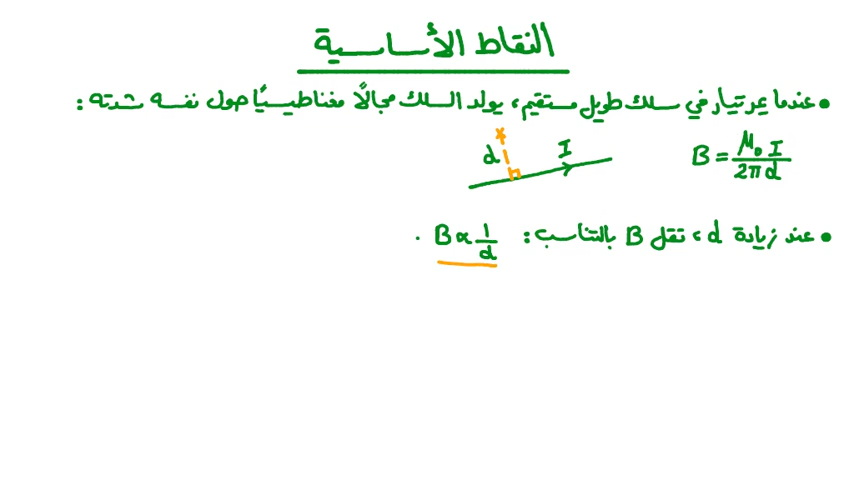 النقاط الأساسية
• عندما يمر تيار في سلك طويل مستقيم، يولد السلك مجالًا مغناطيسيًا حول نفسه شدته:
d I B = μ₀ I / 2π d
• عند زيادة d، تقل B بالتناسب: B ∝ 1/d.